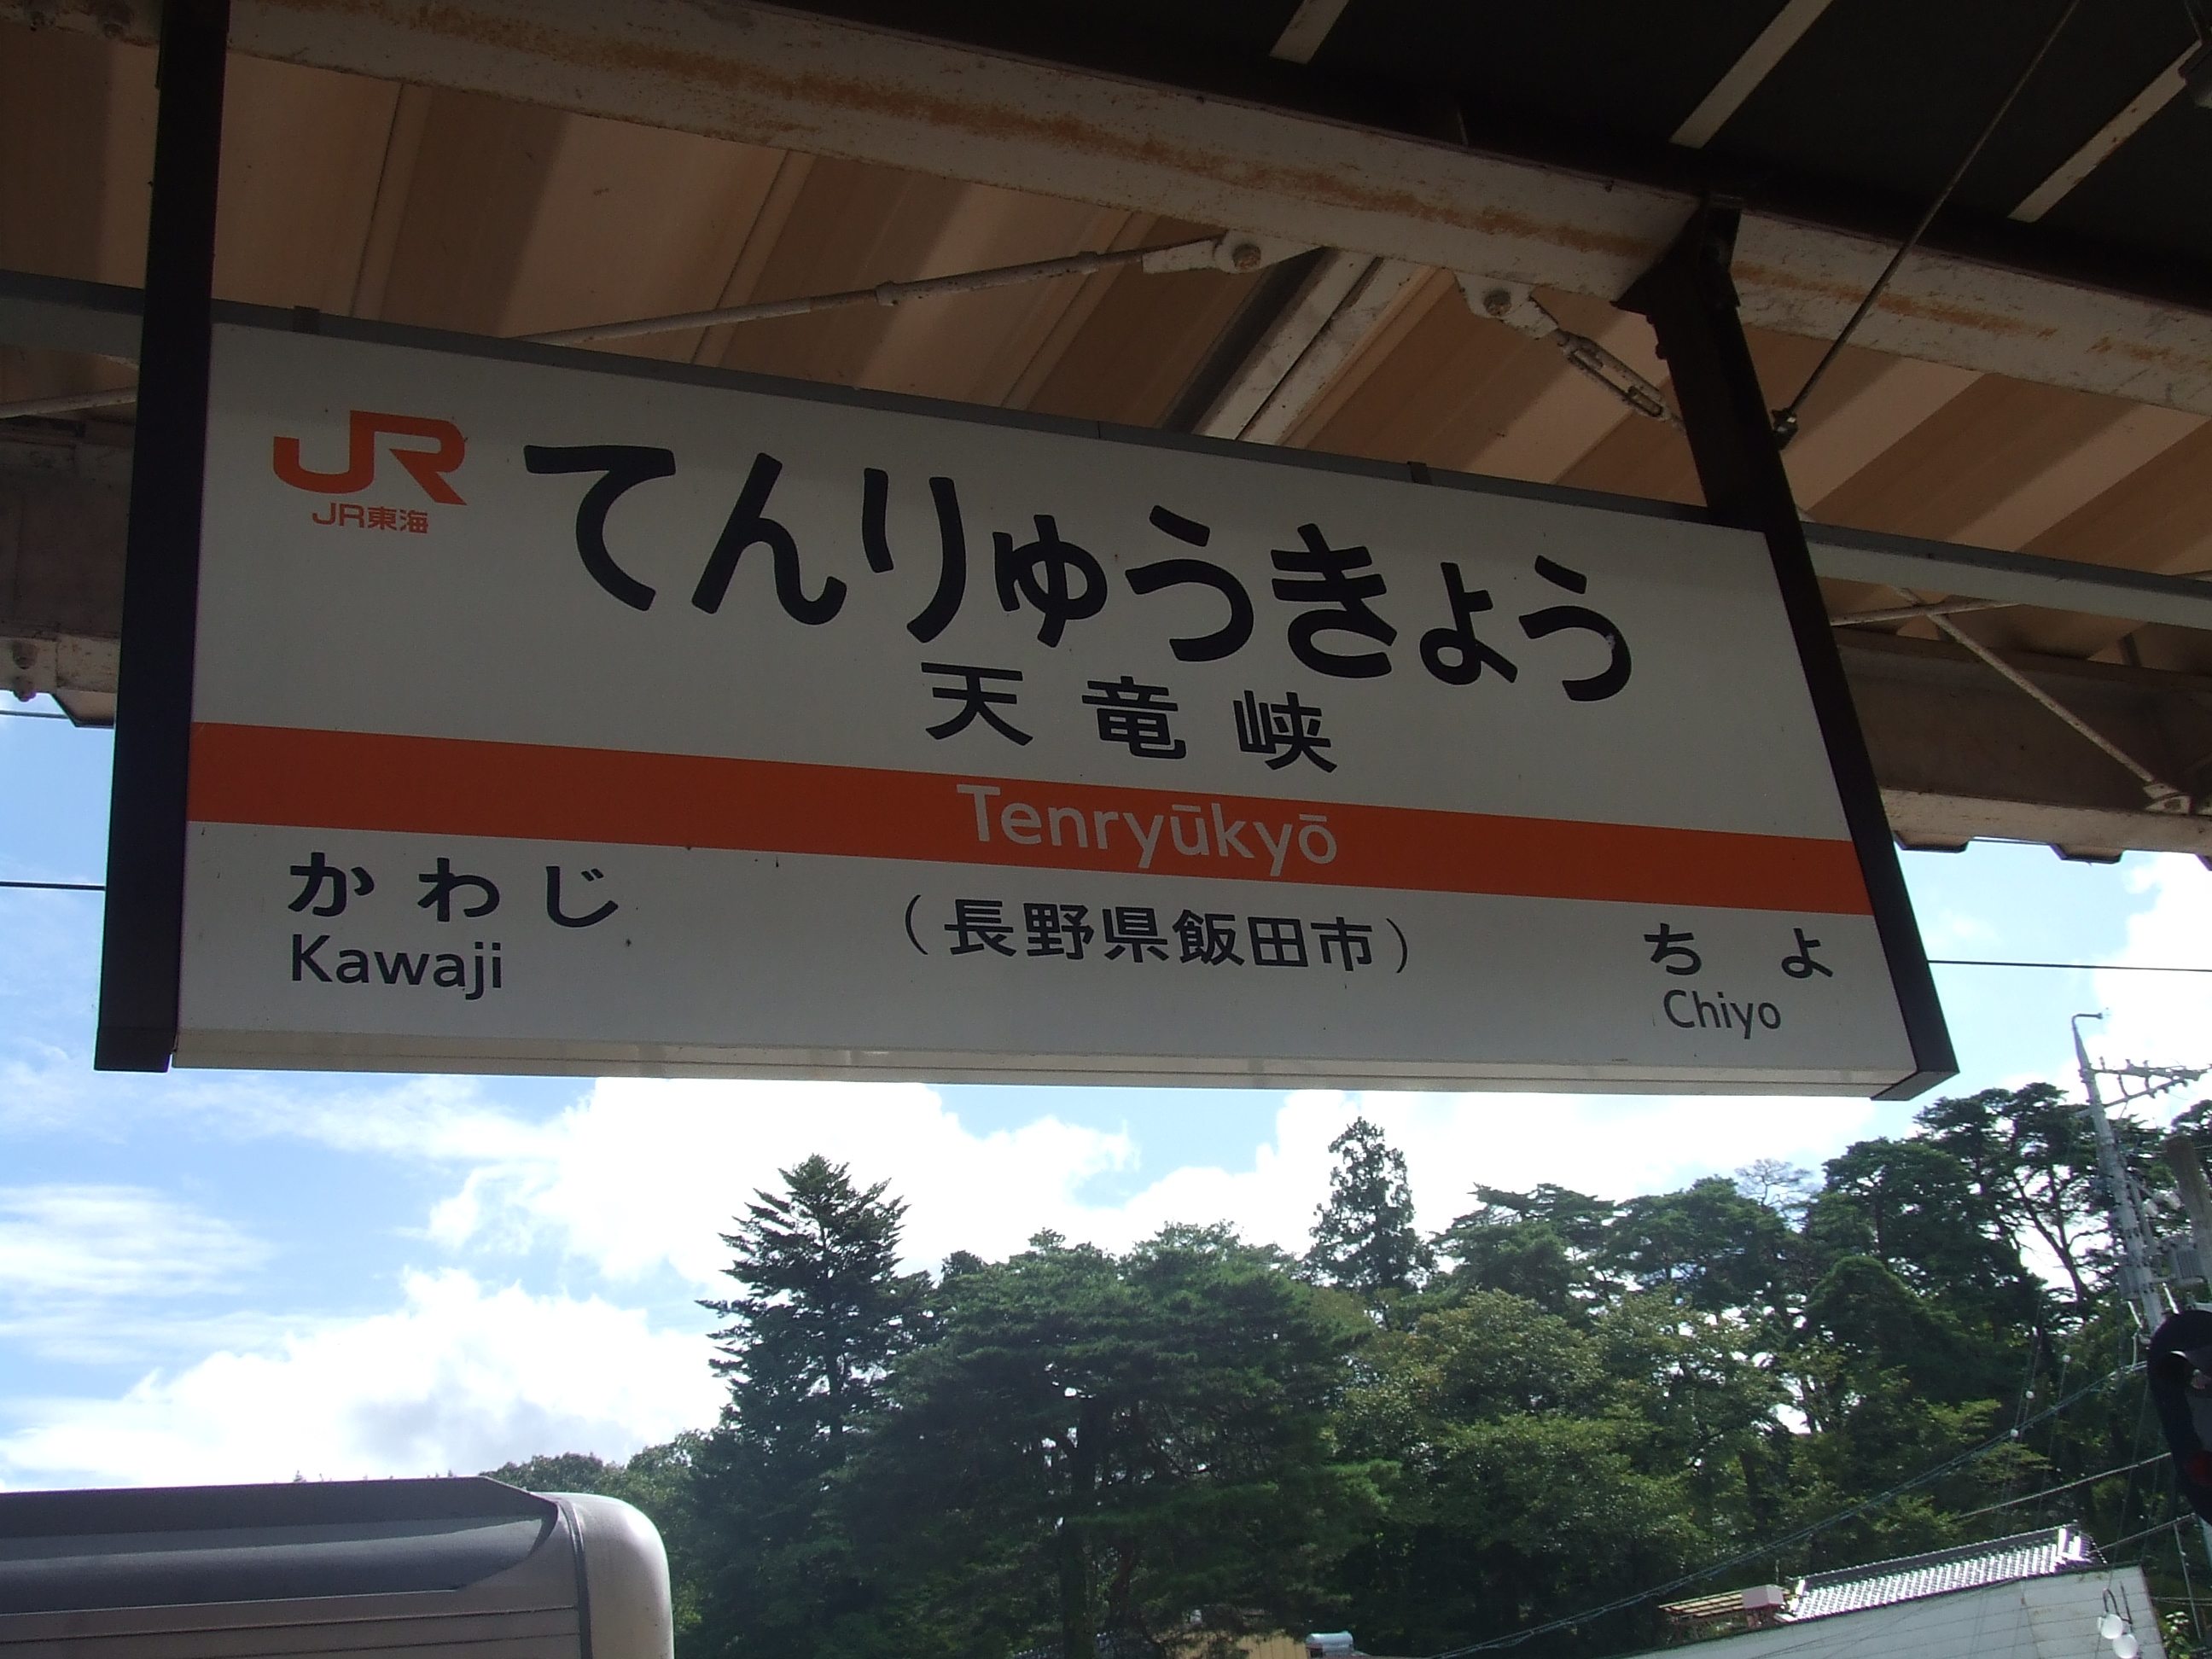 JR
JR東海
てんりゅうきょう
天竜峡
Tenryūkyō
かわじ
Kawaji
(長野県飯田市)
ちよ
Chiyo